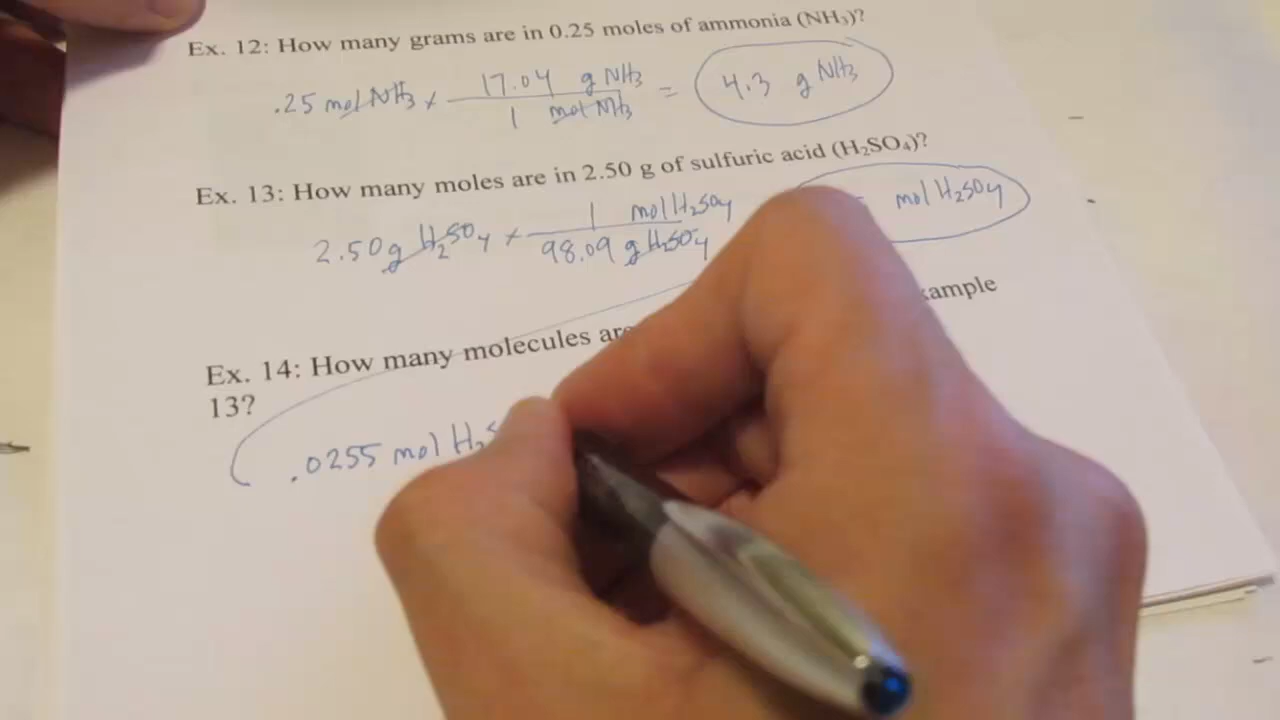 Ex. 12: How many grams are in 0.25 moles of ammonia (NH₃)?
.25 mol NH₃ × 17.04 g NH₃ / 1 mol NH₃ = 4.3 g NH₃
Ex. 13: How many moles are in 2.50 g of sulfuric acid (H₂SO₄)?
2.50 g H₂SO₄ × 1 mol H₂SO₄ / 98.09 g H₂SO₄ mol H₂SO₄
Ex. 14: How many molecules are
13?
.0255 mol H₂